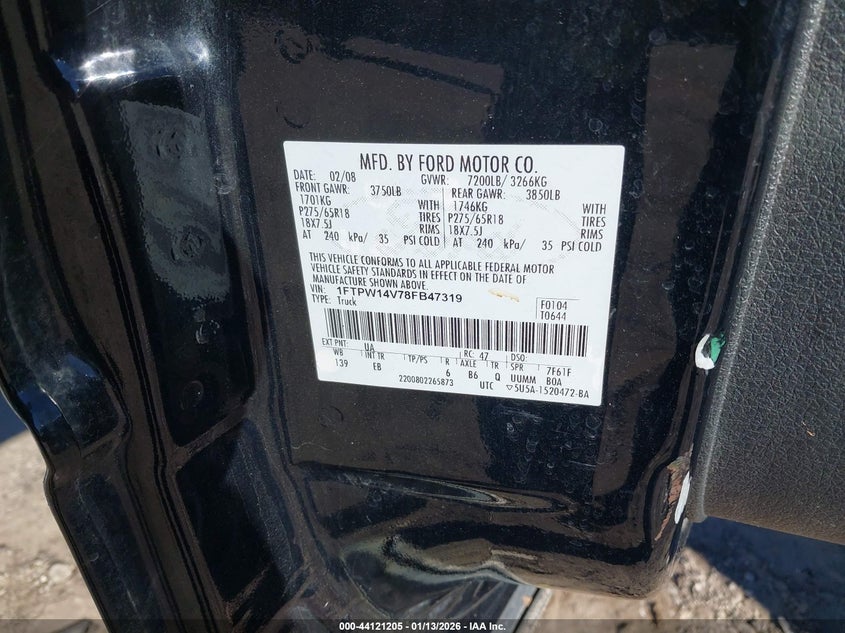 MFD. BY FORD MOTOR CO.
DATE: 02/08 GVWR: 7200LB/ 3266KG
FRONT GAWR: 3750LB REAR GAWR: 3850LB
1701KG WITH 1746KG WITH
P275/65R18 TIRES P275/65R18 TIRES
18X7.5J RIMS 18X7.5J RIMS
AT 240 kPa/ 35 PSI COLD AT 240 kPa/ 35 PSI COLD
THIS VEHICLE CONFORMS TO ALL APPLICABLE FEDERAL MOTOR
VEHICLE SAFETY STANDARDS IN EFFECT ON THE DATE OF
MANUFACTURE SHOWN ABOVE.
VIN: 1FTPW14V78FB47319 F0104
TYPE: Truck T0644
EXT PNT: UA RC: 47 DSO:
WB INT TR TP/PS R AXLE TR SPR 7F61F
139 EB 6 B6 Q UUMM BOA
2200802265873 UTC ▽5U5A-1520472-BA
000-44121205 - 01/13/2026 - IAA Inc.